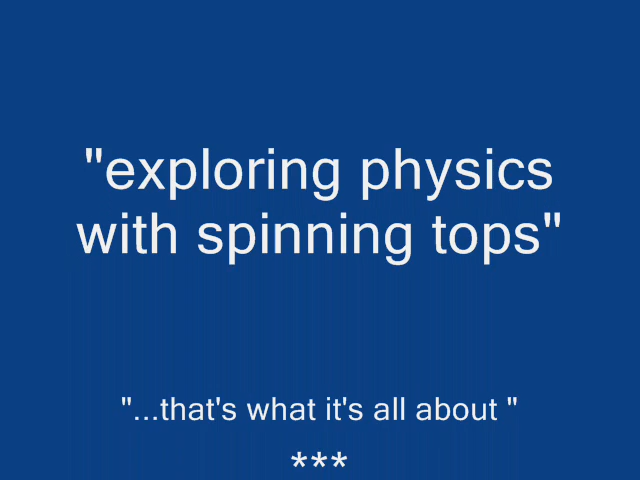 "exploring physics
with spinning tops"
"...that's what it's all about "
***